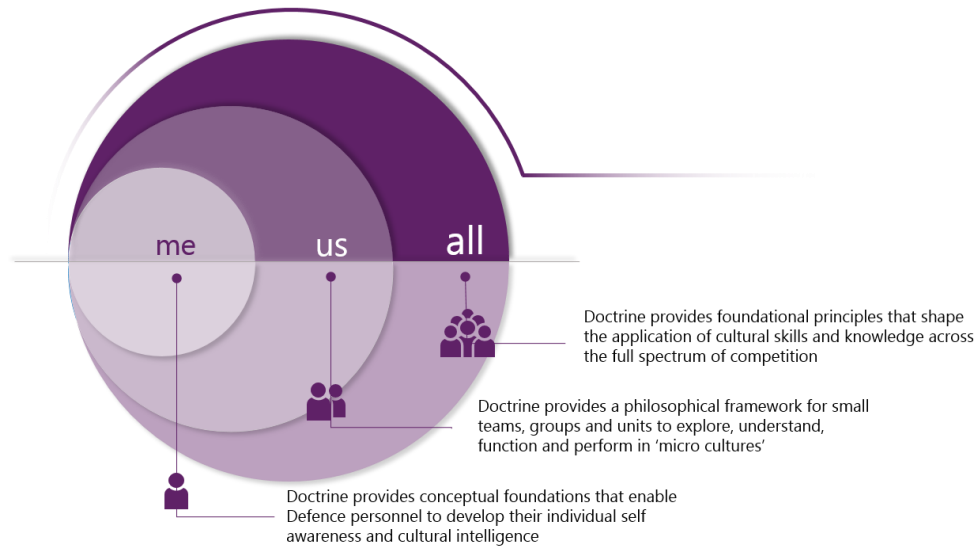 me
us
all
Doctrine provides foundational principles that shape
the application of cultural skills and knowledge across
the full spectrum of competition
Doctrine provides a philosophical framework for small
teams, groups and units to explore, understand,
function and perform in ‘micro cultures’
Doctrine provides conceptual foundations that enable
Defence personnel to develop their individual self
awareness and cultural intelligence